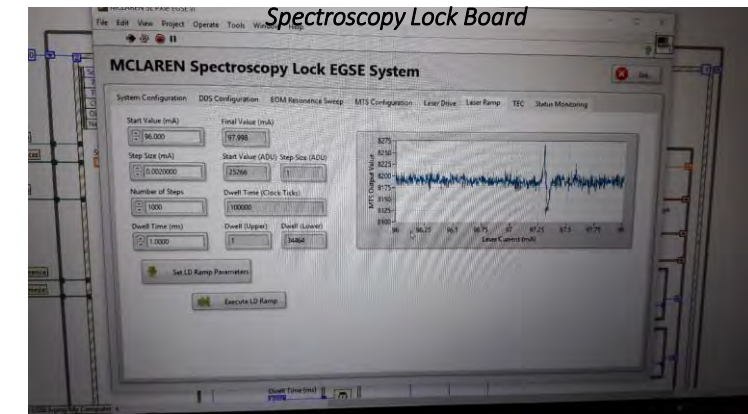 Spectroscopy Lock Board
File Edit View Project Operate Tools Window Help
MCLAREN Spectroscopy Lock EGSE System
System Configuration DDS Configuration EOM Resonance Sweep MTS Configuration Laser Drive Laser Ramp TEC Status Monitoring
Start Value (mA) Final Value (mA)
96.000 97.998
Step Size (mA) Start Value (ADU) Step Size (ADU)
0.0020000 25266 1
Number of Steps Dwell Time (Clock Ticks)
1000 100000
Dwell Time (ms) Dwell (Upper) Dwell (Lower)
1.0000 1 34464
Set LD Ramp Parameters
Execute LD Ramp
MTS Output Value
8275
8250
8225
8200
8175
8150
8125
8100
96 96.25 96.5 96.75 97 97.25 97.5 97.75 98
Laser Current (mA)
Dwell Time (ms)